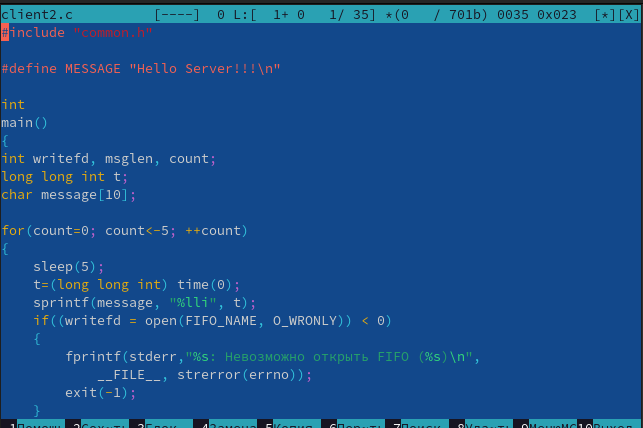 client2.c [----] 0 L:[ 1+ 0 1/ 35] *(0 / 701b) 0035 0x023 [*][X]
#include "common.h"
#define MESSAGE "Hello Server!!!\n"
int
main()
{
int writefd, msglen, count;
long long int t;
char message[10];
for(count=0; count<-5; ++count)
{
sleep(5);
t=(long long int) time(0);
sprintf(message, "%lli", t);
if((writefd = open(FIFO_NAME, O_WRONLY)) < 0)
{
fprintf(stderr,"%s: Невозможно открыть FIFO (%s)\n",
__FILE__, strerror(errno));
exit(-1);
}